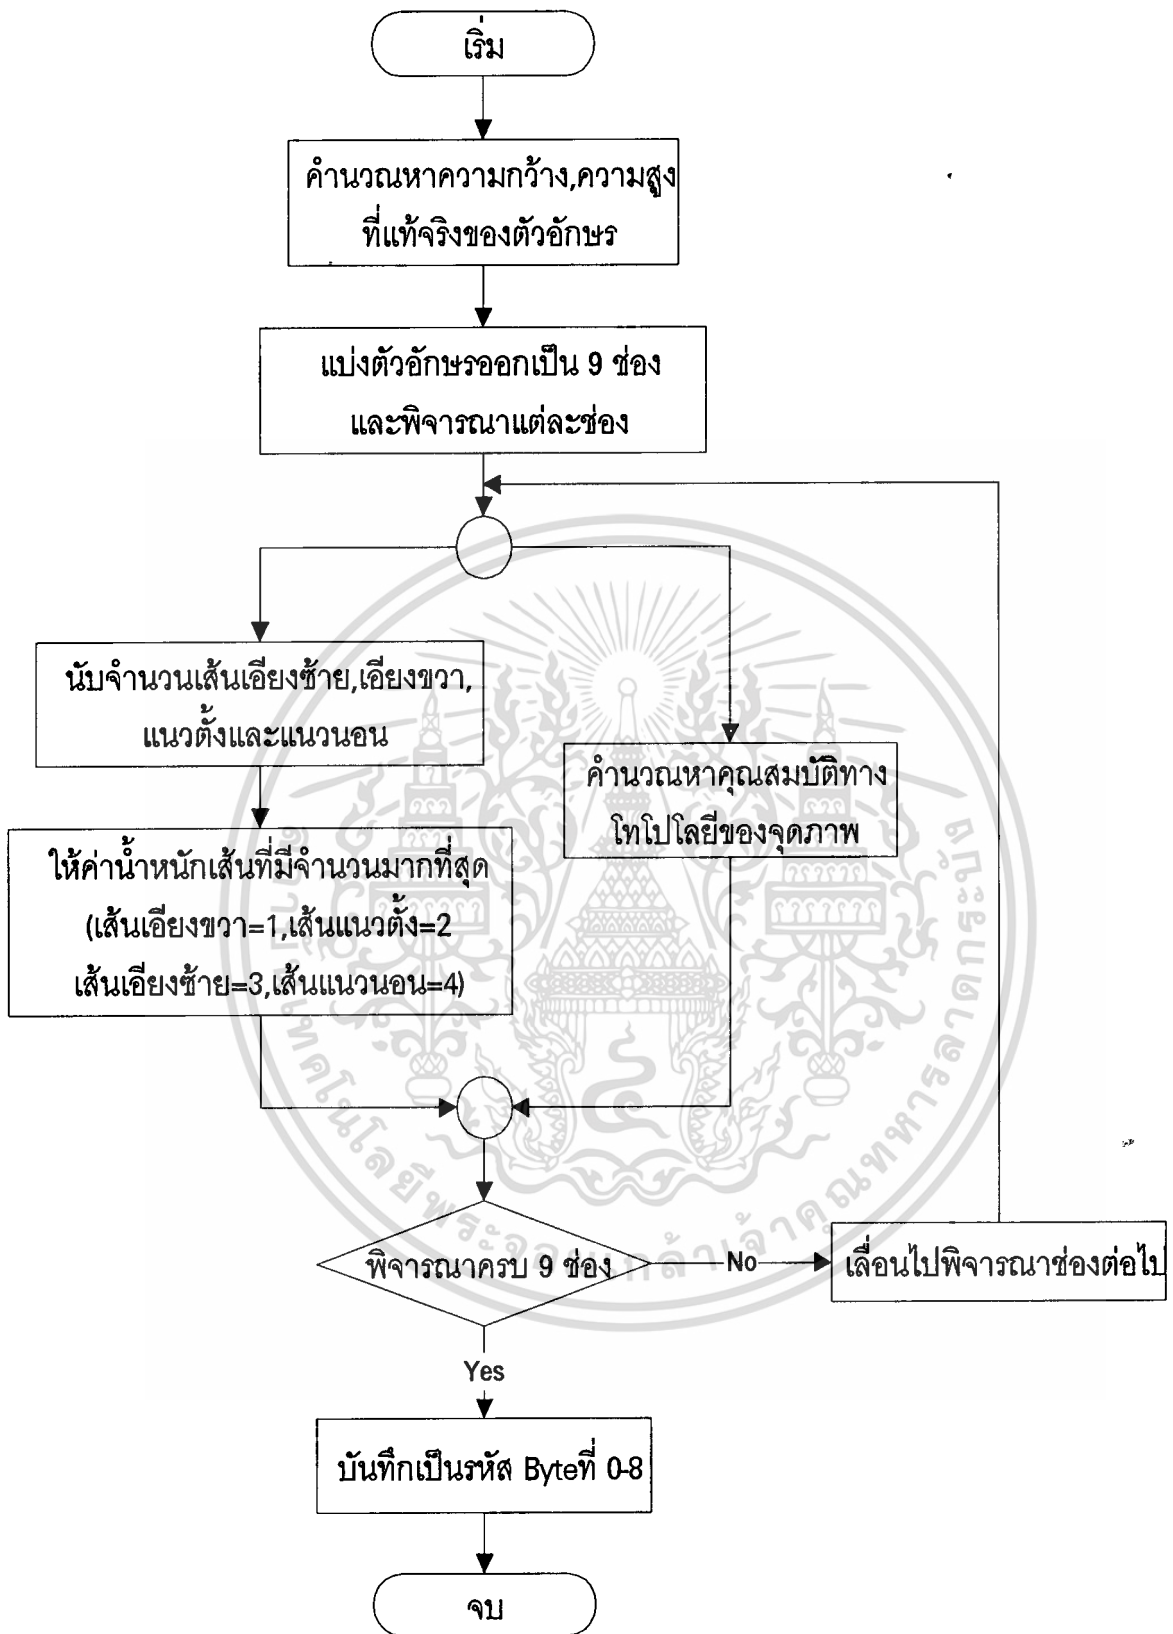 เริ่ม
คำนวณหาความกว้าง,ความสูง
ที่แท้จริงของตัวอักษร
แบ่งตัวอักษรออกเป็น 9 ช่อง
และพิจารณาแต่ละช่อง
นับจำนวนเส้นเอียงซ้าย,เอียงขวา,
แนวตั้งและแนวนอน
คำนวณหาคุณสมบัติทาง
โทโปโลยีของจุดภาพ
ให้ค่าน้ำหนักเส้นที่มีจำนวนมากที่สุด
(เส้นเอียงขวา=1,เส้นแนวตั้ง=2
เส้นเอียงซ้าย=3,เส้นแนวนอน=4)
พิจารณาครบ 9 ช่อง
No
เลื่อนไปพิจารณาช่องต่อไป
Yes
บันทึกเป็นรหัส Byteที่ 0-8
จบ